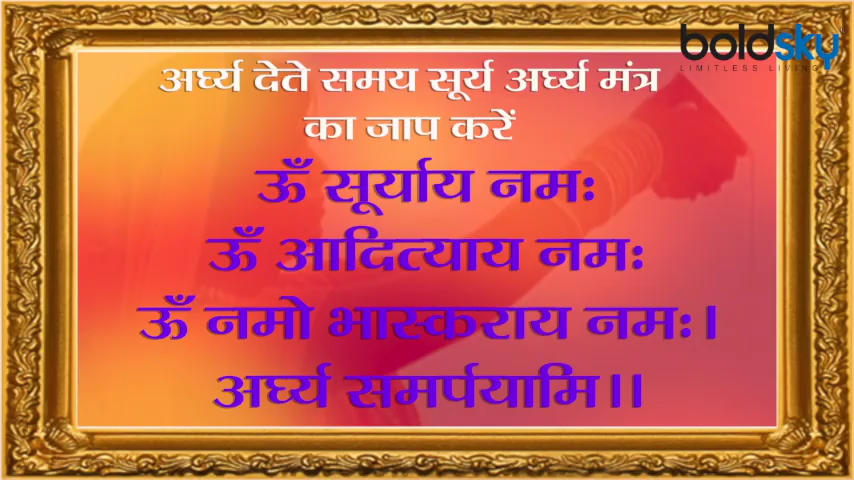 boldsky
LIMITLESS LIVING
अर्घ्य देते समय सूर्य अर्घ्य मंत्र
का जाप करें
ऊँ सूर्याय नमः
ऊँ आदित्याय नमः
ऊँ नमो भास्कराय नमः।
अर्घ्य समर्पयामि।।